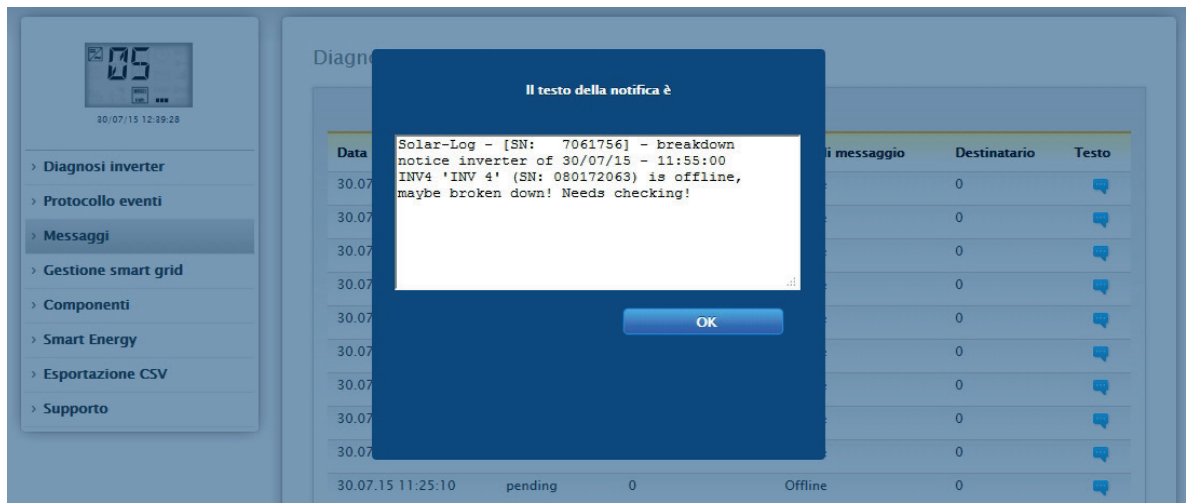 05
30/07/15 12:39:28
› Diagnosi inverter
› Protocollo eventi
› Messaggi
› Gestione smart grid
› Componenti
› Smart Energy
› Esportazione CSV
› Supporto
Il testo della notifica è
Solar-Log - [SN:   7061756] - breakdown
notice inverter of 30/07/15 - 11:55:00
INV4 'INV 4' (SN: 080172063) is offline,
maybe broken down! Needs checking!
OK
Data messaggio Destinatario Testo
30.07 0
30.07 0
30.07 0
30.07 0
30.07 0
30.07 0
30.07 0
30.07 0
30.07 0
30.07.15 11:25:10 pending 0 Offline 0